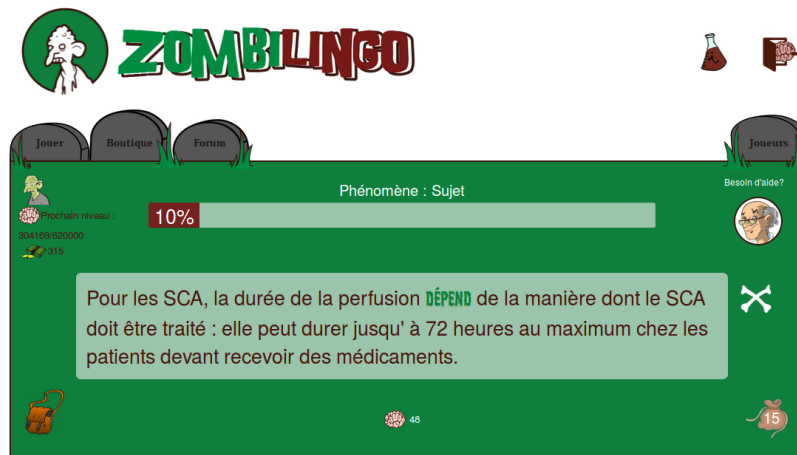 ZOMBILINGO
Jouer
Boutique
Forum
Joueurs
Besoin d'aide?
Phénomène : Sujet
Prochain niveau :
10%
304169/620000
315
Pour les SCA, la durée de la perfusion DÉPEND de la manière dont le SCA
doit être traité : elle peut durer jusqu' à 72 heures au maximum chez les
patients devant recevoir des médicaments.
48
15